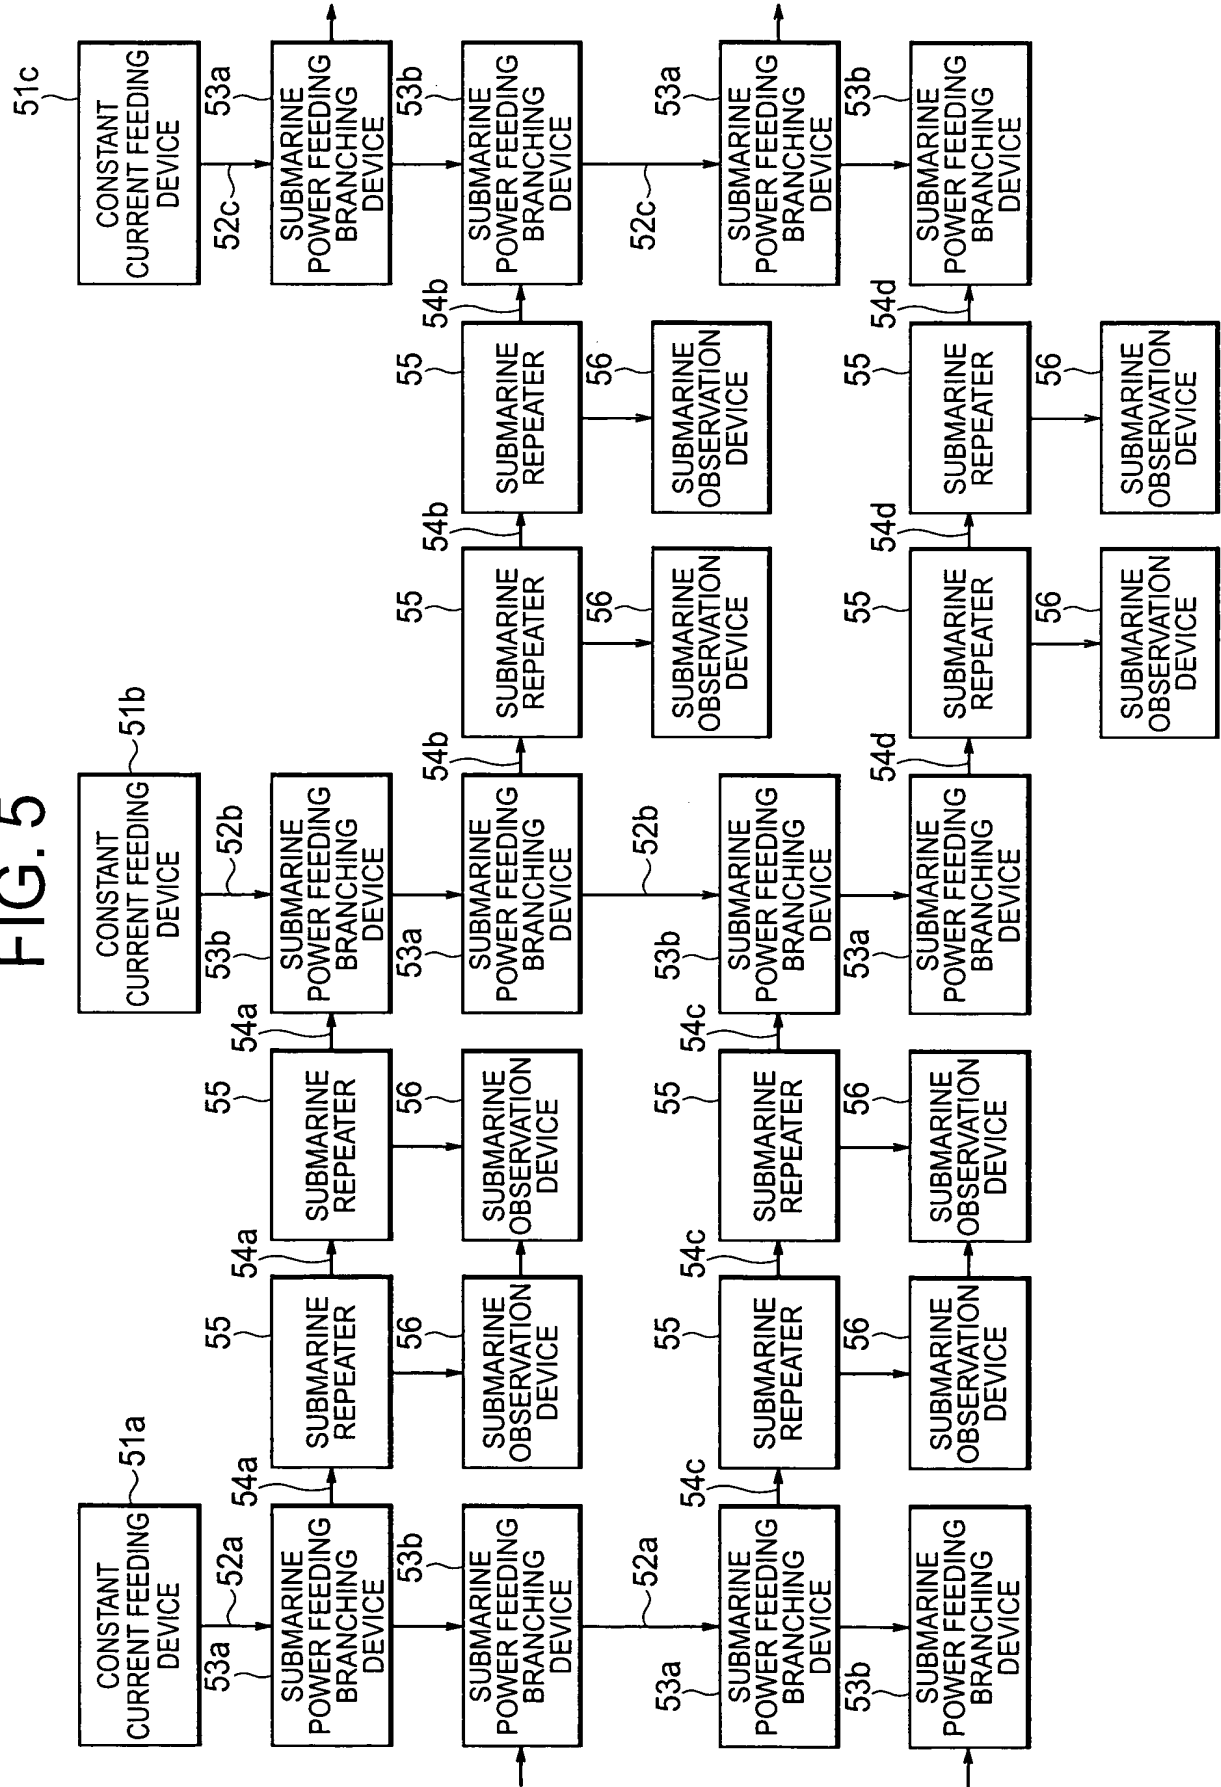 FIG. 5
51a
CONSTANT
CURRENT FEEDING
DEVICE
51b
CONSTANT
CURRENT FEEDING
DEVICE
51c
CONSTANT
CURRENT FEEDING
DEVICE
52a
52b
52c
53a
SUBMARINE
POWER FEEDING
BRANCHING
DEVICE
54a
55
SUBMARINE
REPEATER
54a
55
SUBMARINE
REPEATER
54a
53b
SUBMARINE
POWER FEEDING
BRANCHING
DEVICE
53a
SUBMARINE
POWER FEEDING
BRANCHING
DEVICE
53b
SUBMARINE
POWER FEEDING
BRANCHING
DEVICE
56
SUBMARINE
OBSERVATION
DEVICE
56
SUBMARINE
OBSERVATION
DEVICE
53a
SUBMARINE
POWER FEEDING
BRANCHING
DEVICE
54b
55
SUBMARINE
REPEATER
54b
55
SUBMARINE
REPEATER
54b
53b
SUBMARINE
POWER FEEDING
BRANCHING
DEVICE
52a
52b
56
SUBMARINE
OBSERVATION
DEVICE
56
SUBMARINE
OBSERVATION
DEVICE
52c
53a
SUBMARINE
POWER FEEDING
BRANCHING
DEVICE
54c
55
SUBMARINE
REPEATER
54c
55
SUBMARINE
REPEATER
54c
53b
SUBMARINE
POWER FEEDING
BRANCHING
DEVICE
53a
SUBMARINE
POWER FEEDING
BRANCHING
DEVICE
53b
SUBMARINE
POWER FEEDING
BRANCHING
DEVICE
56
SUBMARINE
OBSERVATION
DEVICE
56
SUBMARINE
OBSERVATION
DEVICE
53a
SUBMARINE
POWER FEEDING
BRANCHING
DEVICE
54d
55
SUBMARINE
REPEATER
54d
55
SUBMARINE
REPEATER
54d
53b
SUBMARINE
POWER FEEDING
BRANCHING
DEVICE
56
SUBMARINE
OBSERVATION
DEVICE
56
SUBMARINE
OBSERVATION
DEVICE